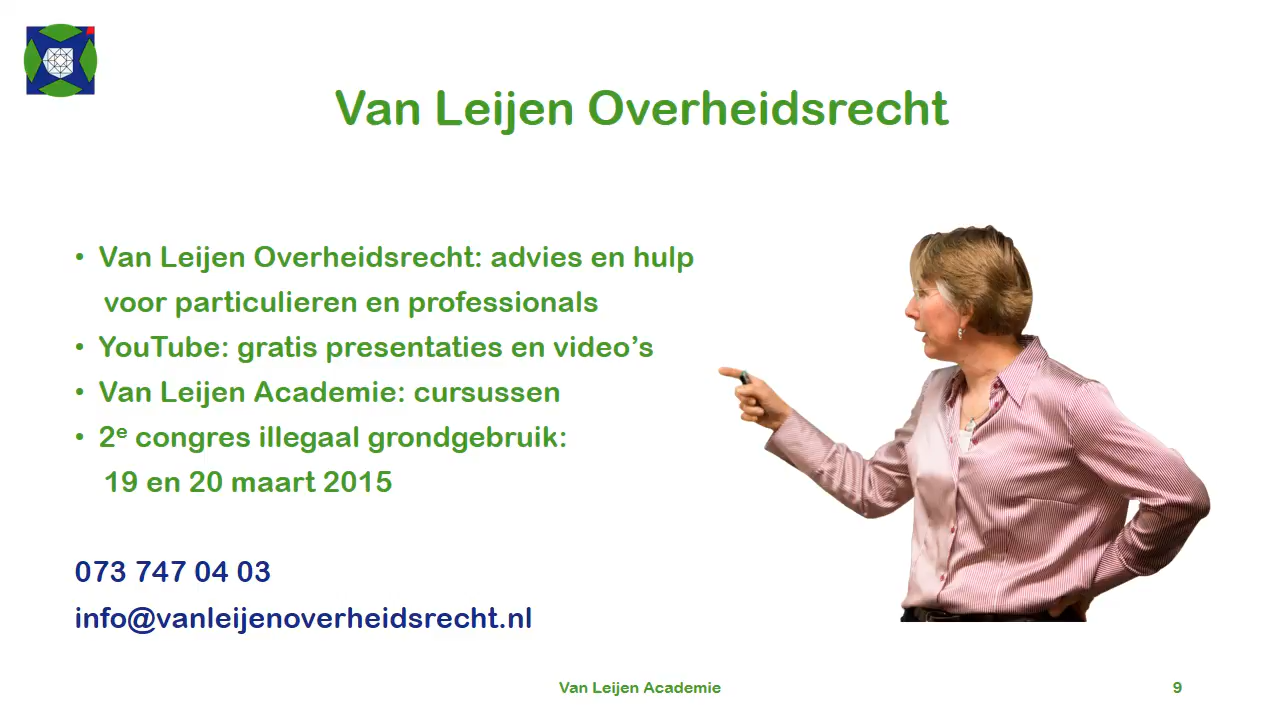 Van Leijen Overheidsrecht
• Van Leijen Overheidsrecht: advies en hulp
voor particulieren en professionals
• YouTube: gratis presentaties en video’s
• Van Leijen Academie: cursussen
• 2ᵉ congres illegaal grondgebruik:
19 en 20 maart 2015
073 747 04 03
info@vanleijenoverheidsrecht.nl
Van Leijen Academie
9